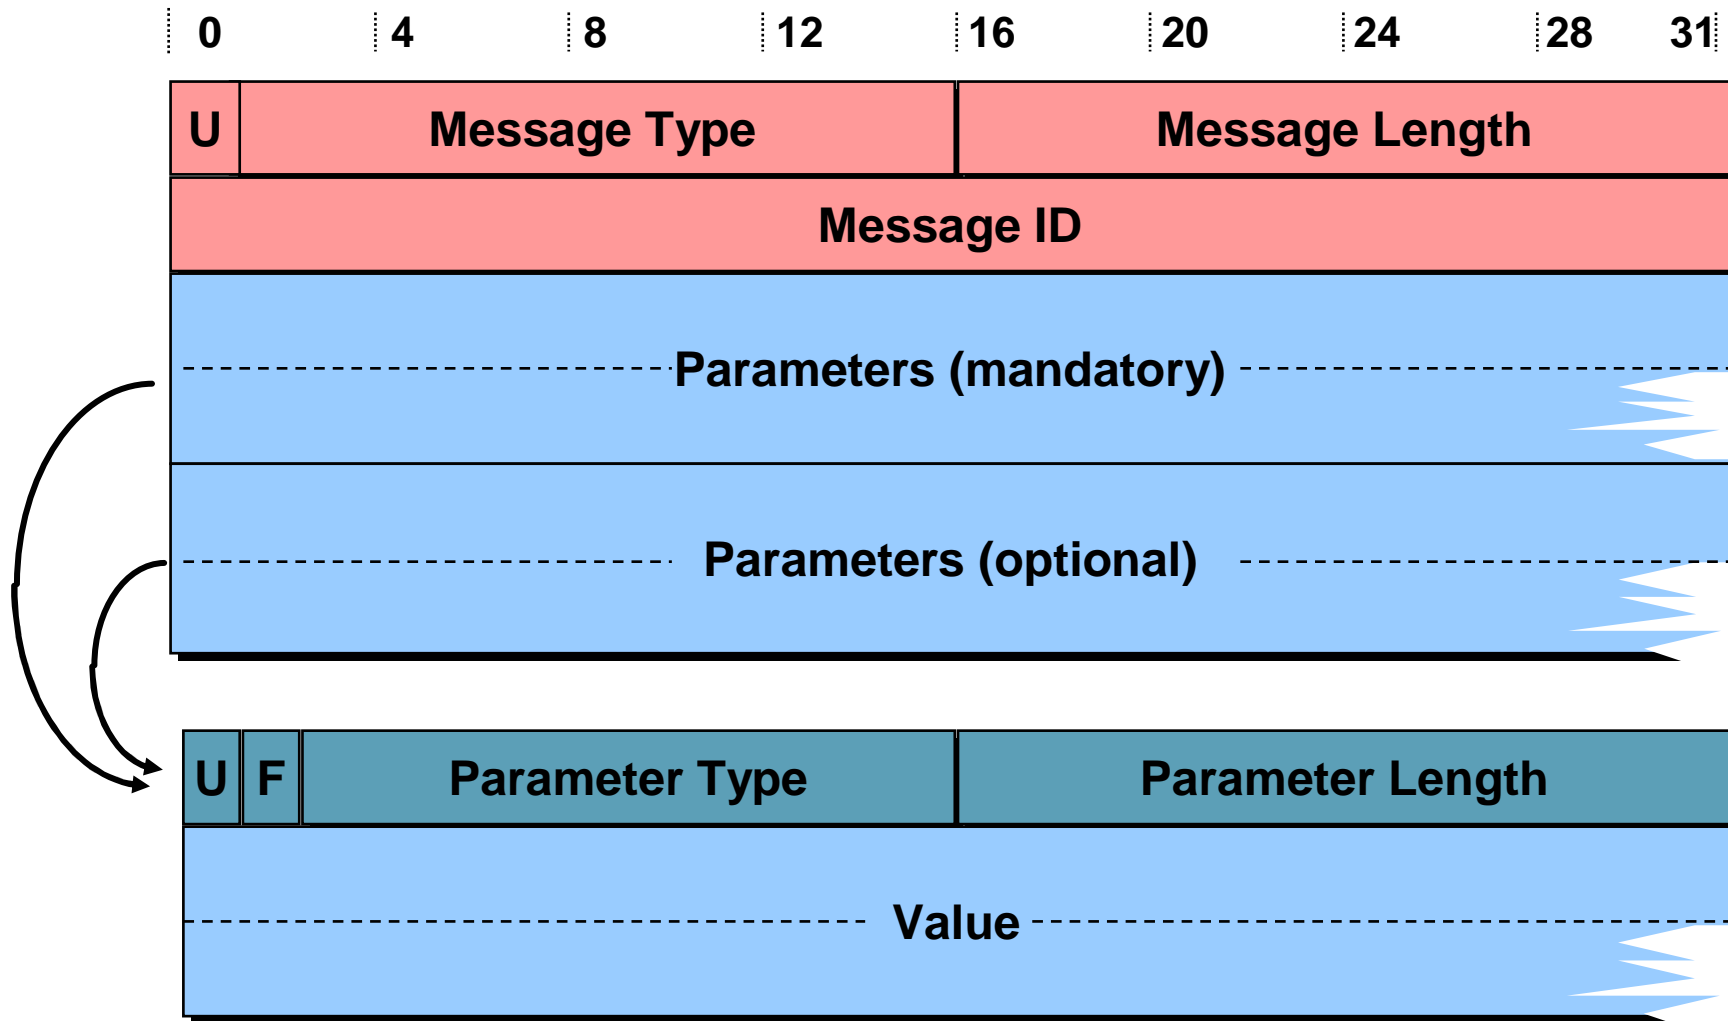 0 4 8 12 16 20 24 28 31
U Message Type Message Length
Message ID
Parameters (mandatory)
Parameters (optional)
U F Parameter Type Parameter Length
Value